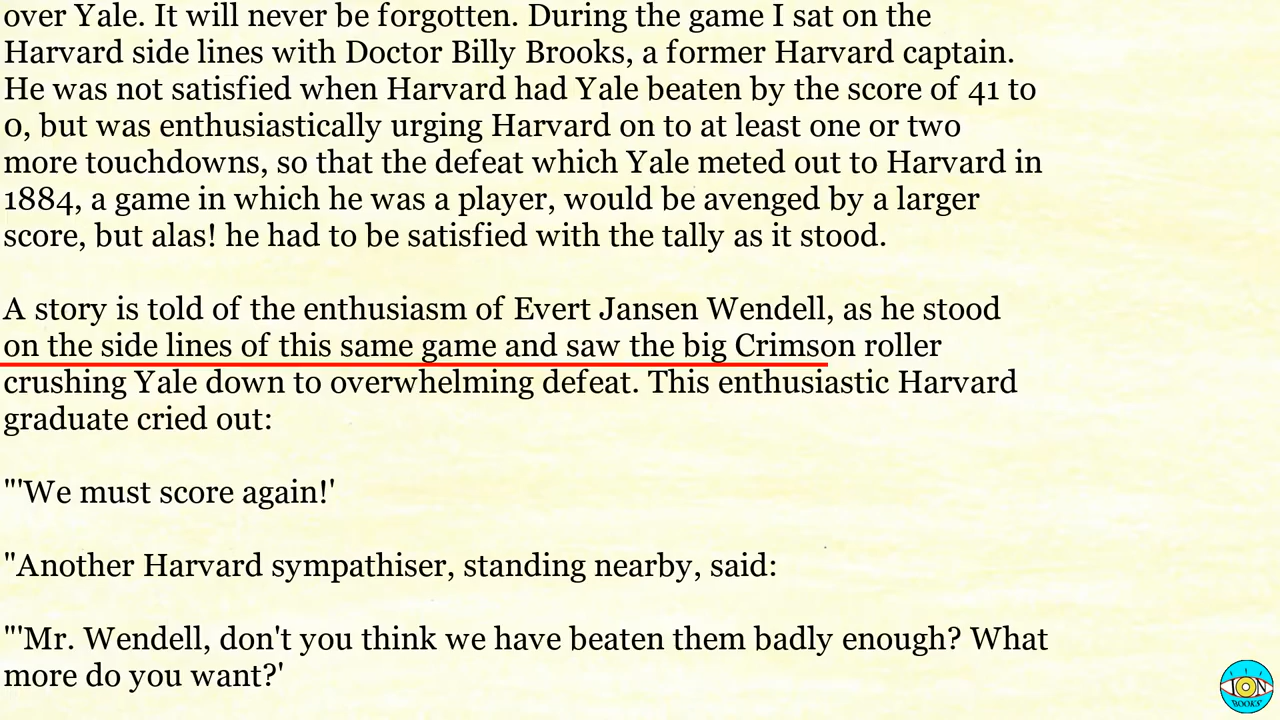 over Yale. It will never be forgotten. During the game I sat on the
Harvard side lines with Doctor Billy Brooks, a former Harvard captain.
He was not satisfied when Harvard had Yale beaten by the score of 41 to
0, but was enthusiastically urging Harvard on to at least one or two
more touchdowns, so that the defeat which Yale meted out to Harvard in
1884, a game in which he was a player, would be avenged by a larger
score, but alas! he had to be satisfied with the tally as it stood.
A story is told of the enthusiasm of Evert Jansen Wendell, as he stood
on the side lines of this same game and saw the big Crimson roller
crushing Yale down to overwhelming defeat. This enthusiastic Harvard
graduate cried out:
"'We must score again!'
"Another Harvard sympathiser, standing nearby, said:
"'Mr. Wendell, don't you think we have beaten them badly enough? What
more do you want?'
ION
BOOKS